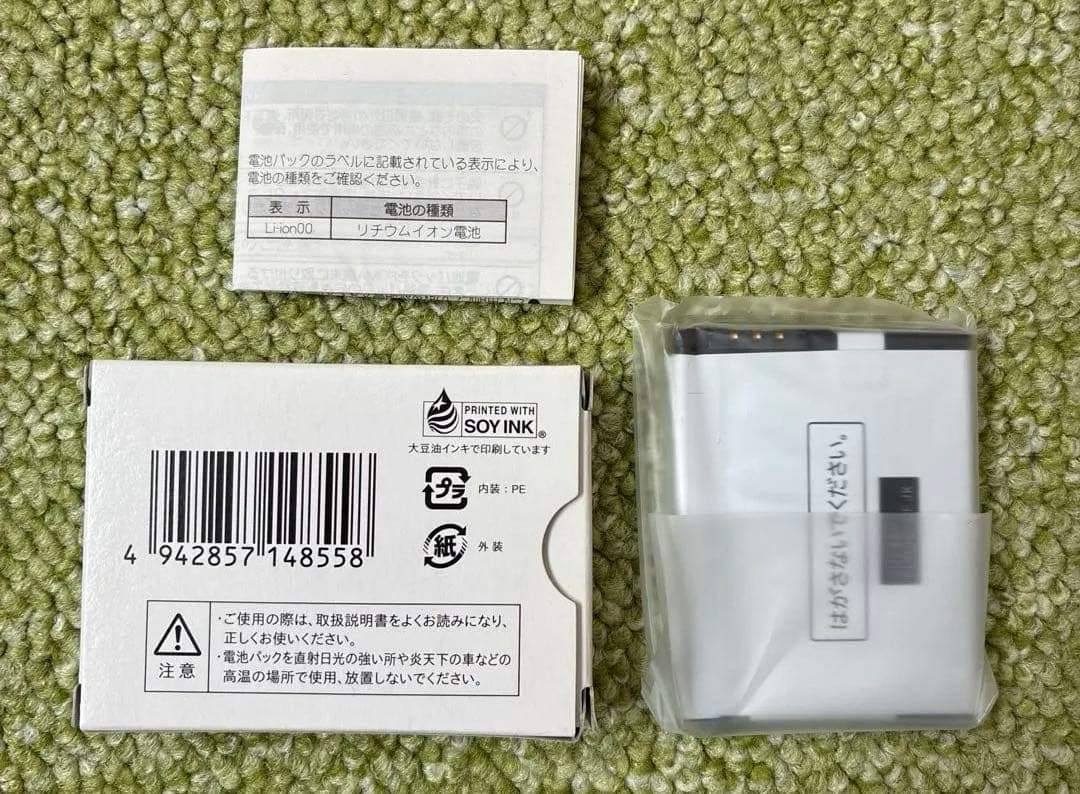 電池パックのラベルに記載されている表示により、
電池の種類をご確認ください。
表 示 電池の種類
Li-ion00 リチウムイオン電池
PRINTED WITH
SOY INK®
大豆油インキで印刷しています
プラ 内装:PE
紙 外装
4 942857 148558
・ご使用の際は、取扱説明書をよくお読みになり、
正しくお使いください。
・電池パックを直射日光の強い所や炎天下の車などの
高温の場所で使用、放置しないでください。
注意
はがさないでください。